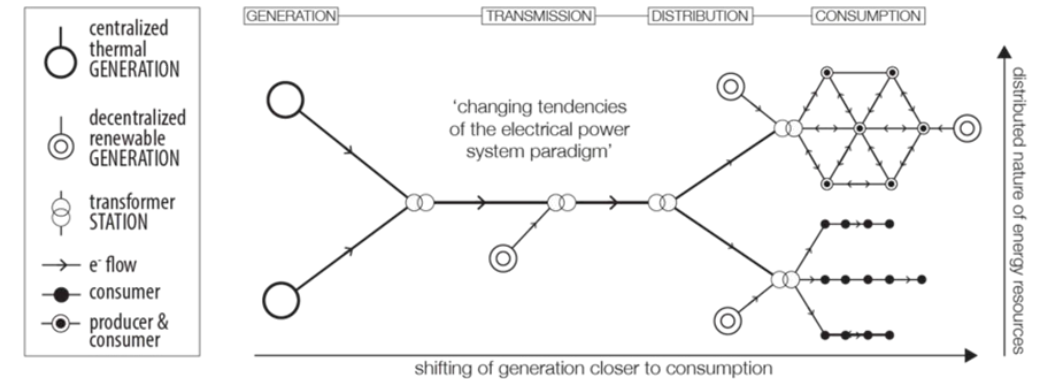 centralized
thermal
GENERATION
decentralized
renewable
GENERATION
transformer
STATION
e- flow
consumer
producer &
consumer
GENERATION
TRANSMISSION
DISTRIBUTION
CONSUMPTION
'changing tendencies
of the electrical power
system paradigm'
distributed nature of energy resources
shifting of generation closer to consumption